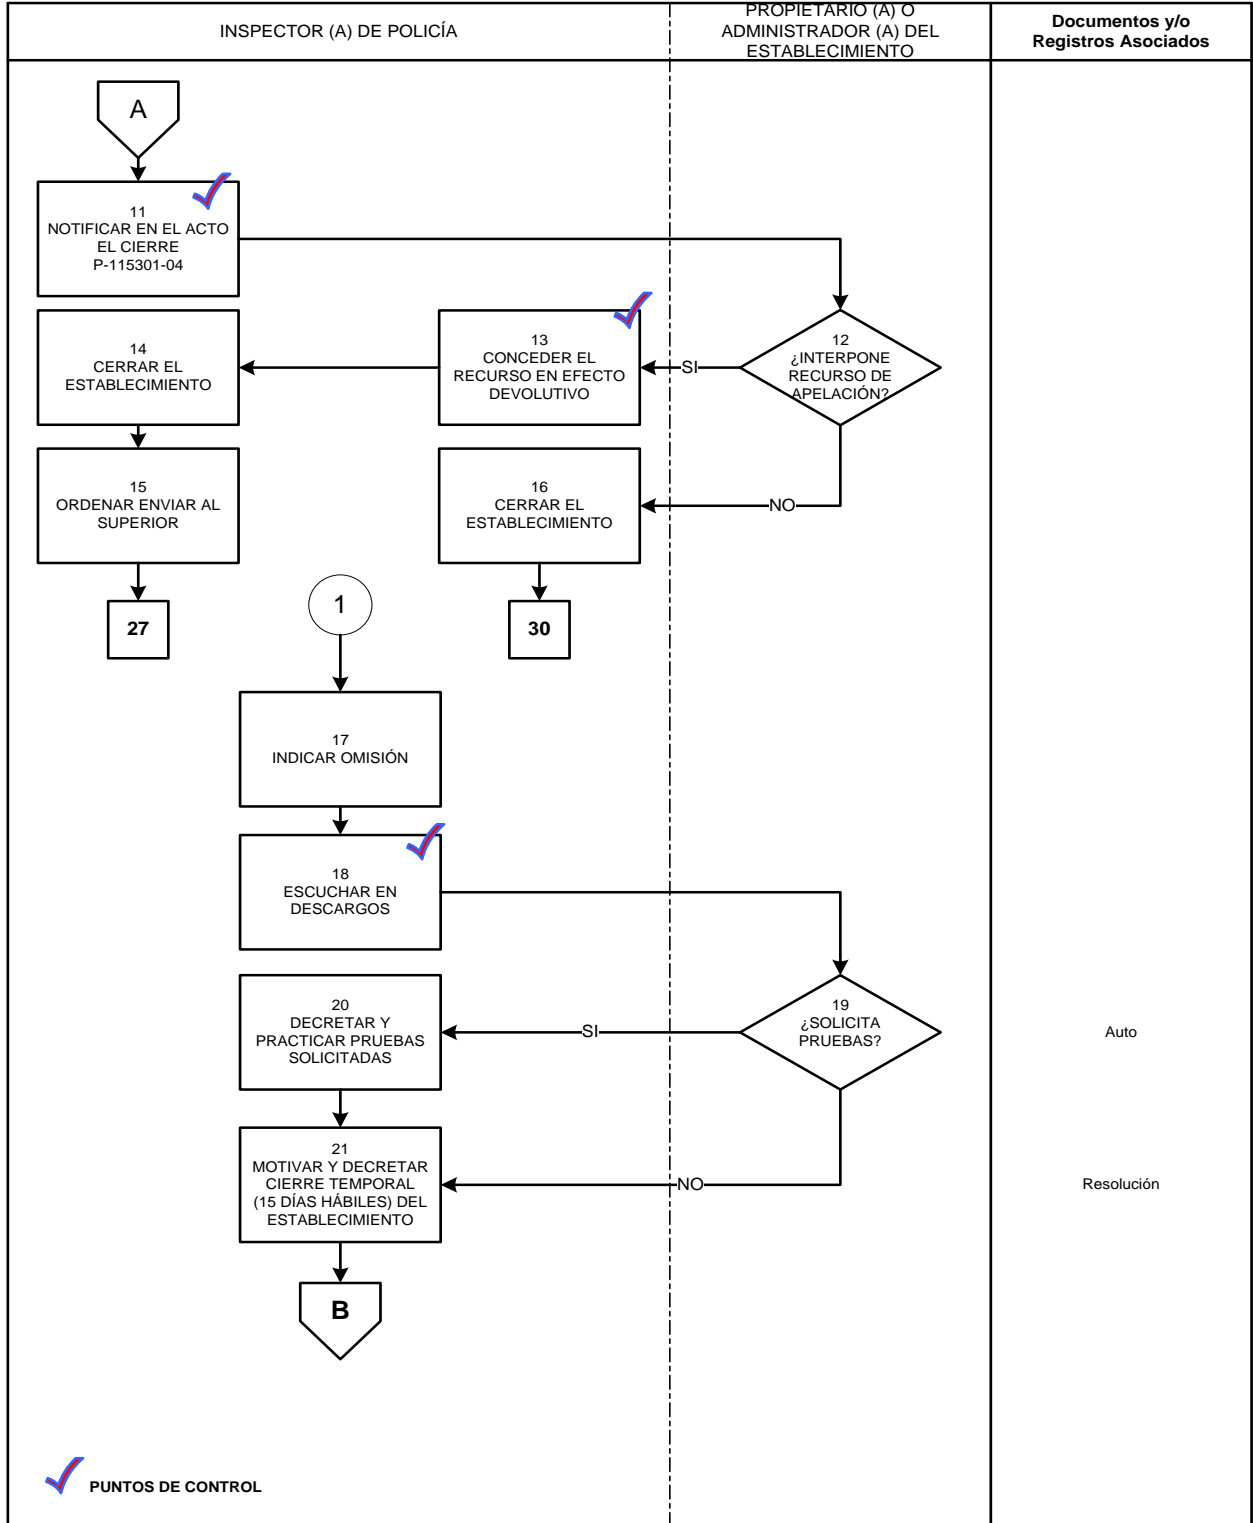 INSPECTOR (A) DE POLICÍA
PROPIETARIO (A) O
ADMINISTRADOR (A) DEL
ESTABLECIMIENTO
Documentos y/o
Registros Asociados
A
11
NOTIFICAR EN EL ACTO
EL CIERRE
P-115301-04
12
¿INTERPONE
RECURSO DE
APELACIÓN?
SI
13
CONCEDER EL
RECURSO EN EFECTO
DEVOLUTIVO
14
CERRAR EL
ESTABLECIMIENTO
15
ORDENAR ENVIAR AL
SUPERIOR
NO
16
CERRAR EL
ESTABLECIMIENTO
27
1
30
17
INDICAR OMISIÓN
18
ESCUCHAR EN
DESCARGOS
19
¿SOLICITA
PRUEBAS?
SI
20
DECRETAR Y
PRACTICAR PRUEBAS
SOLICITADAS
Auto
21
MOTIVAR Y DECRETAR
CIERRE TEMPORAL
(15 DÍAS HÁBILES) DEL
ESTABLECIMIENTO
NO
Resolución
B
PUNTOS DE CONTROL